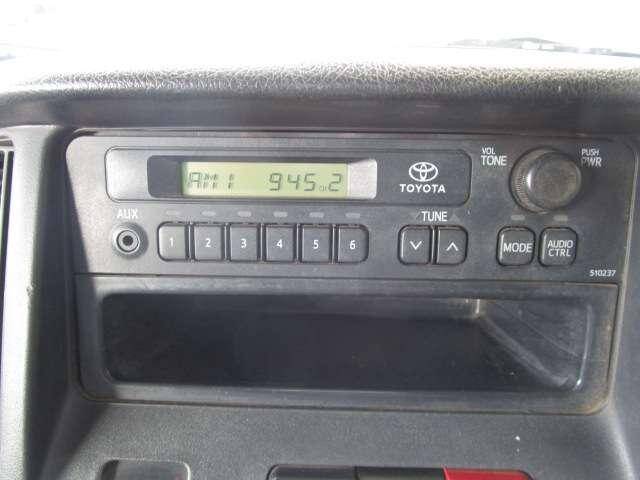 AM1 945 CH 2
TOYOTA
VOL
TONE
PUSH
PWR
AUX
TUNE
1 2 3 4 5 6
MODE
AUDIO
CTRL
510237